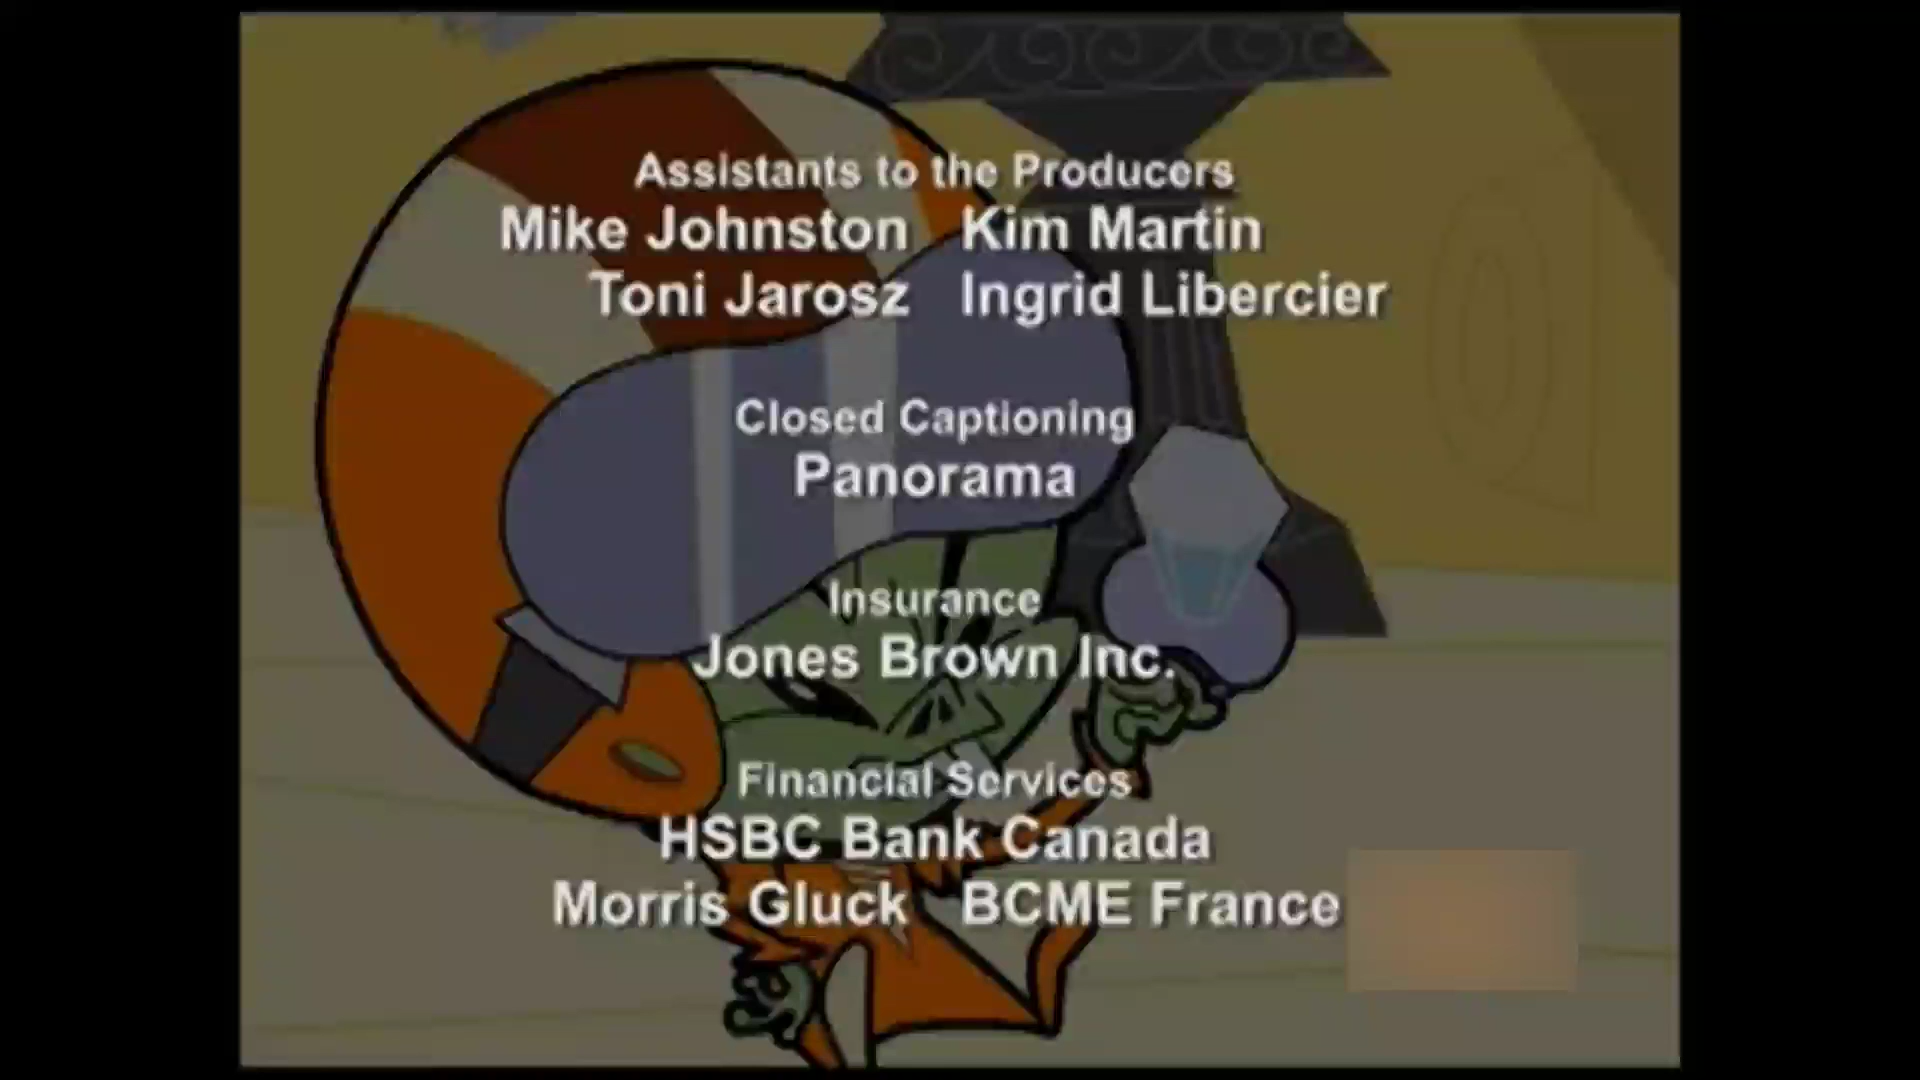 Assistants to the Producers
Mike Johnston Kim Martin
Toni Jarosz Ingrid Libercier
Closed Captioning
Panorama
Insurance
Jones Brown Inc.
Financial Services
HSBC Bank Canada
Morris Gluck BCME France